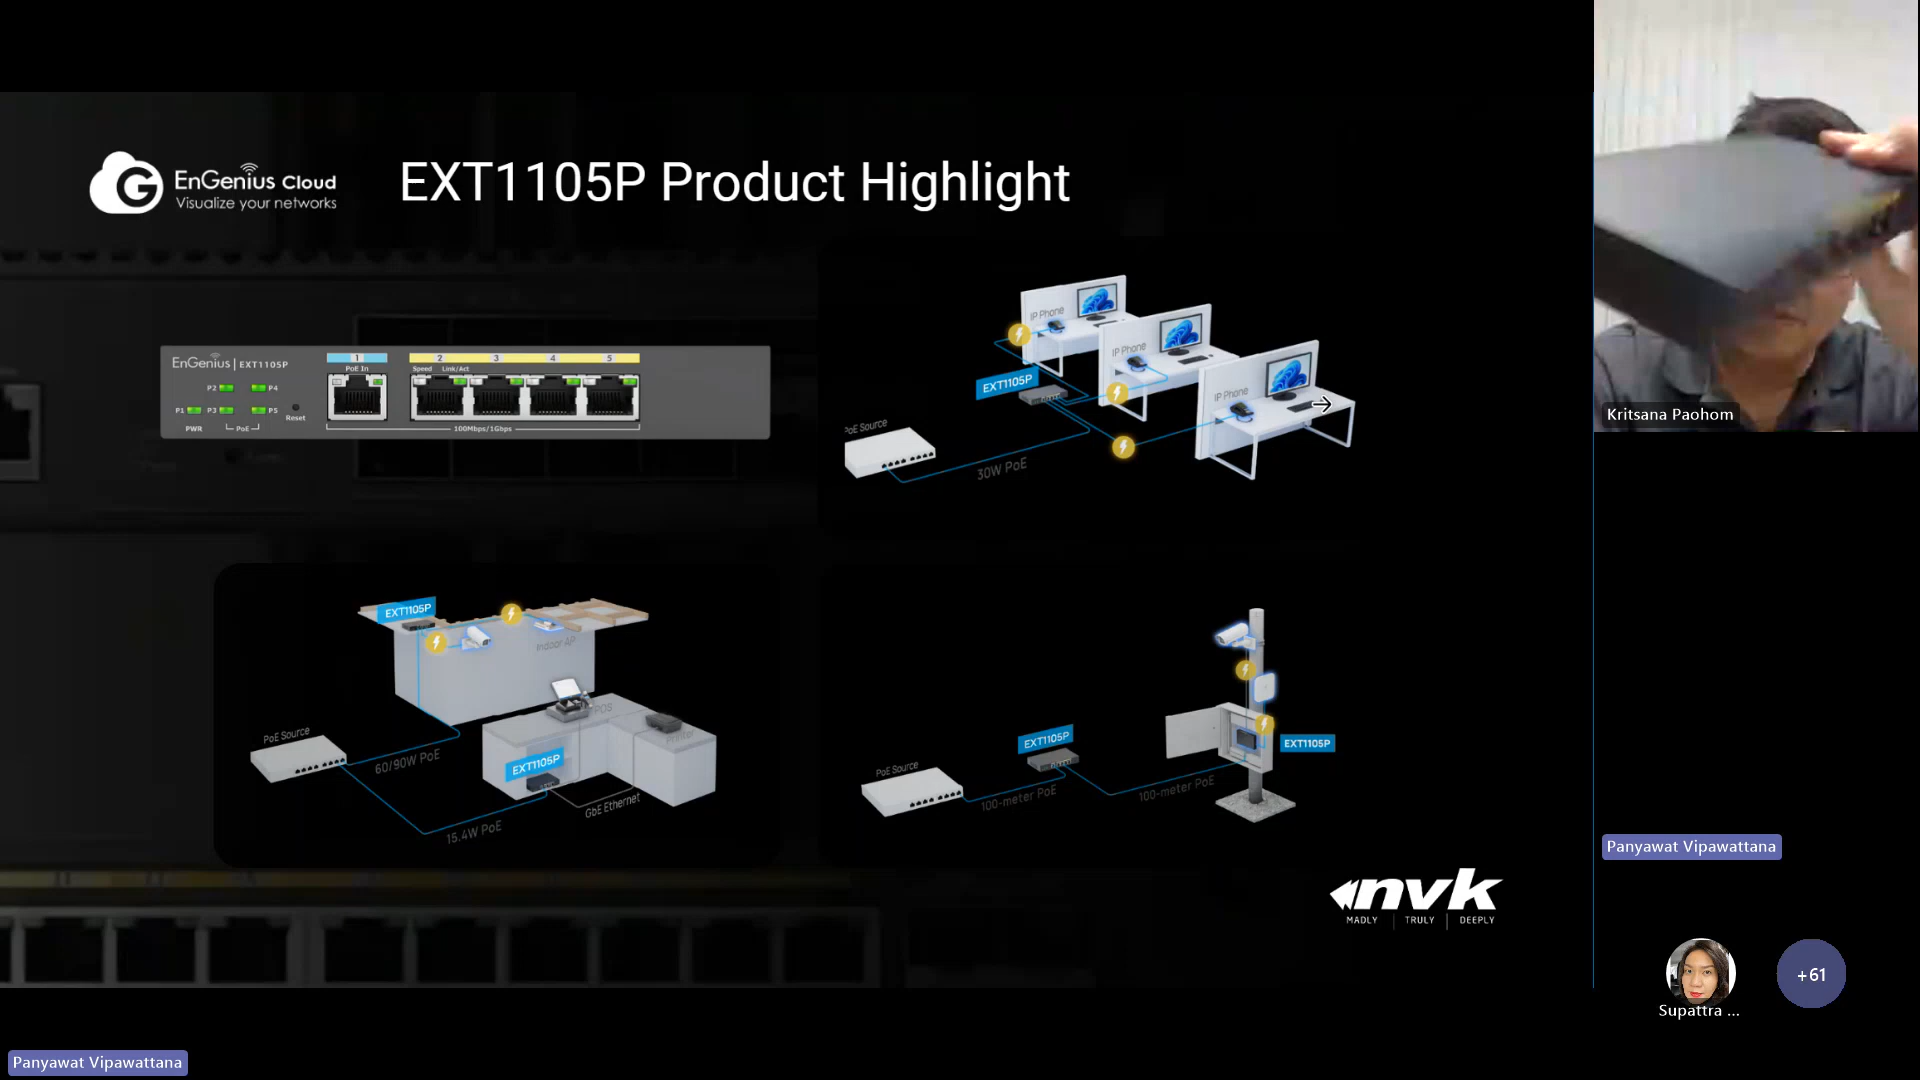 EnGenius Cloud
Visualize your networks
EXT1105P Product Highlight
EnGenius | EXT1105P
1
2 3 4 5
PoE In
Speed Link/Act
P2 P4
P1 P3 P5
Reset
PWR
PoE
100Mbps/1Gbps
IP Phone
IP Phone
IP Phone
EXT1105P
PoE Source
30W PoE
EXT1105P
Indoor AP
POS
Printer
PoE Source
60/90W PoE
EXT1105P
GbE Ethernet
15.4W PoE
EXT1105P
EXT1105P
PoE Source
100-meter PoE
100-meter PoE
nvk
MADLY | TRULY | DEEPLY
Kritsana Paohom
Panyawat Vipawattana
+61
Supattra ...
Panyawat Vipawattana